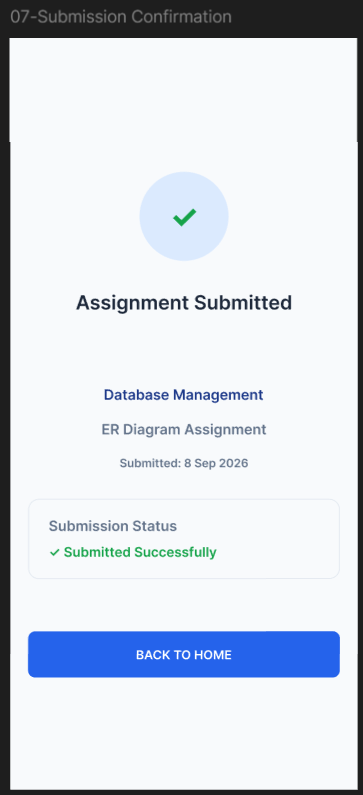 07-Submission Confirmation
✓
Assignment Submitted
Database Management
ER Diagram Assignment
Submitted: 8 Sep 2026
Submission Status
✓ Submitted Successfully
BACK TO HOME